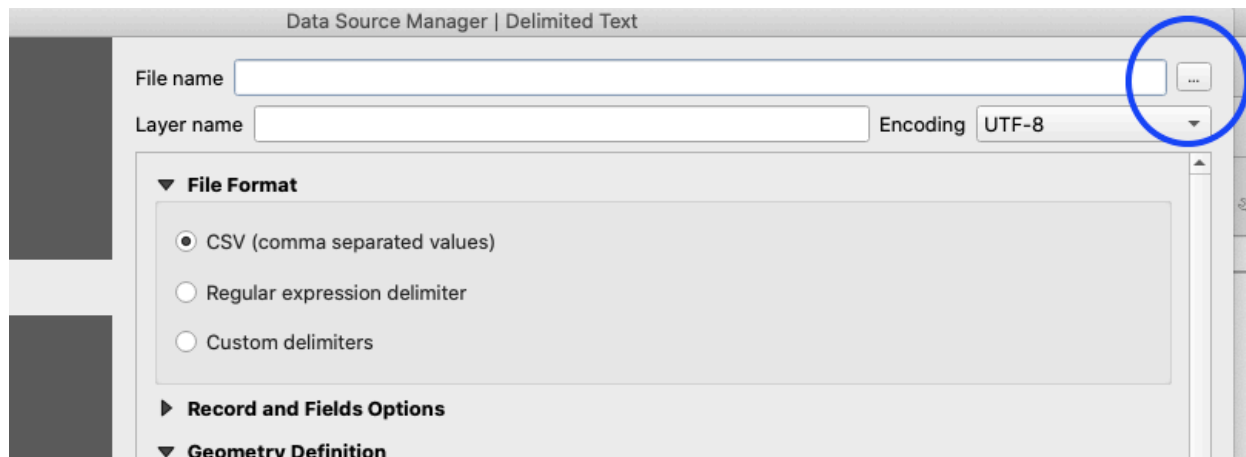 Data Source Manager | Delimited Text
File name ...
Layer name Encoding UTF-8
File Format
CSV (comma separated values)
Regular expression delimiter
Custom delimiters
Record and Fields Options
Geometry Definition